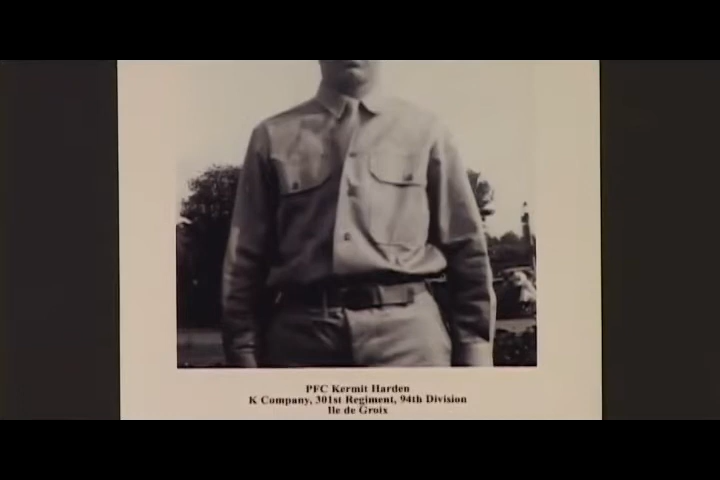 PFC Kermit Harden
K Company, 301st Regiment, 94th Division
Ile de Groix